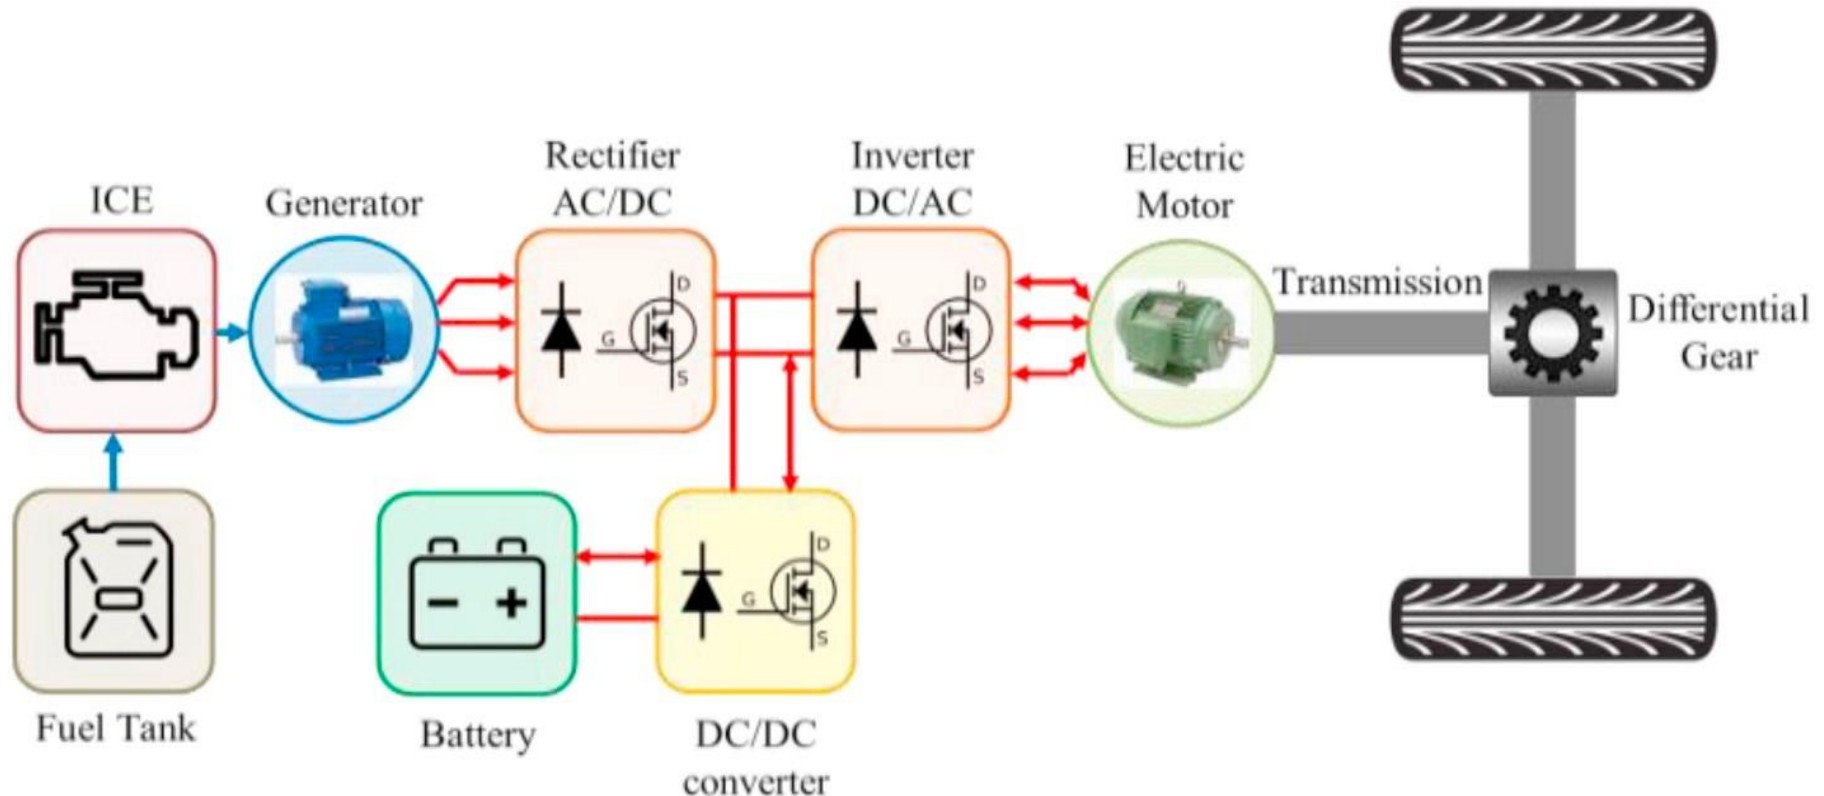 ICE
Generator
Rectifier
AC/DC
Inverter
DC/AC
Electric
Motor
D
G
S
D
G
S
Transmission
Differential
Gear
Fuel Tank
Battery
D
G
S
DC/DC
converter